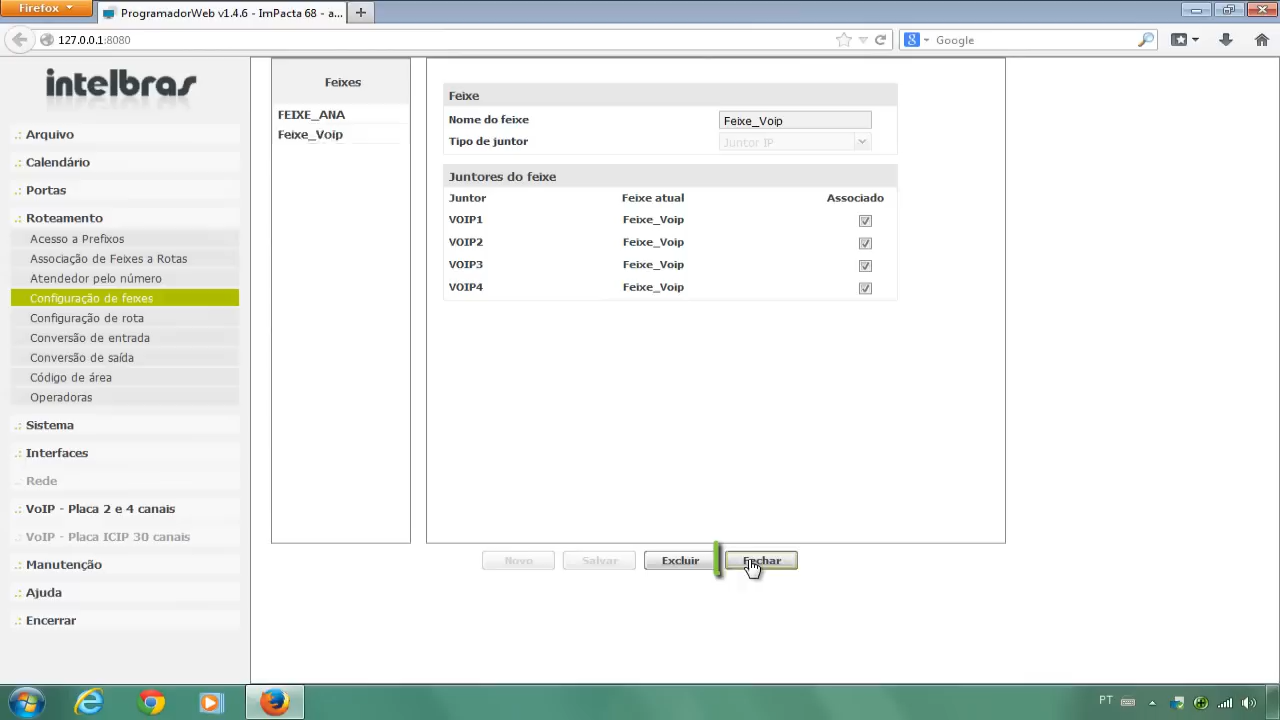 Firefox
ProgramadorWeb v1.4.6 - ImPacta 68 - a...
127.0.0.1:8080
Google
intelbras
.: Arquivo
.: Calendário
.: Portas
.: Roteamento
Acesso a Prefixos
Associação de Feixes a Rotas
Atendedor pelo número
Configuração de feixes
Configuração de rota
Conversão de entrada
Conversão de saída
Código de área
Operadoras
.: Sistema
.: Interfaces
.: Rede
.: VoIP - Placa 2 e 4 canais
.: VoIP - Placa ICIP 30 canais
.: Manutenção
.: Ajuda
.: Encerrar
Feixes
FEIXE_ANA
Feixe_Voip
Feixe
Nome do feixe Feixe_Voip
Tipo de juntor Juntor IP
Juntores do feixe
Juntor Feixe atual Associado
VOIP1 Feixe_Voip
VOIP2 Feixe_Voip
VOIP3 Feixe_Voip
VOIP4 Feixe_Voip
Novo Salvar Excluir Fechar
PT